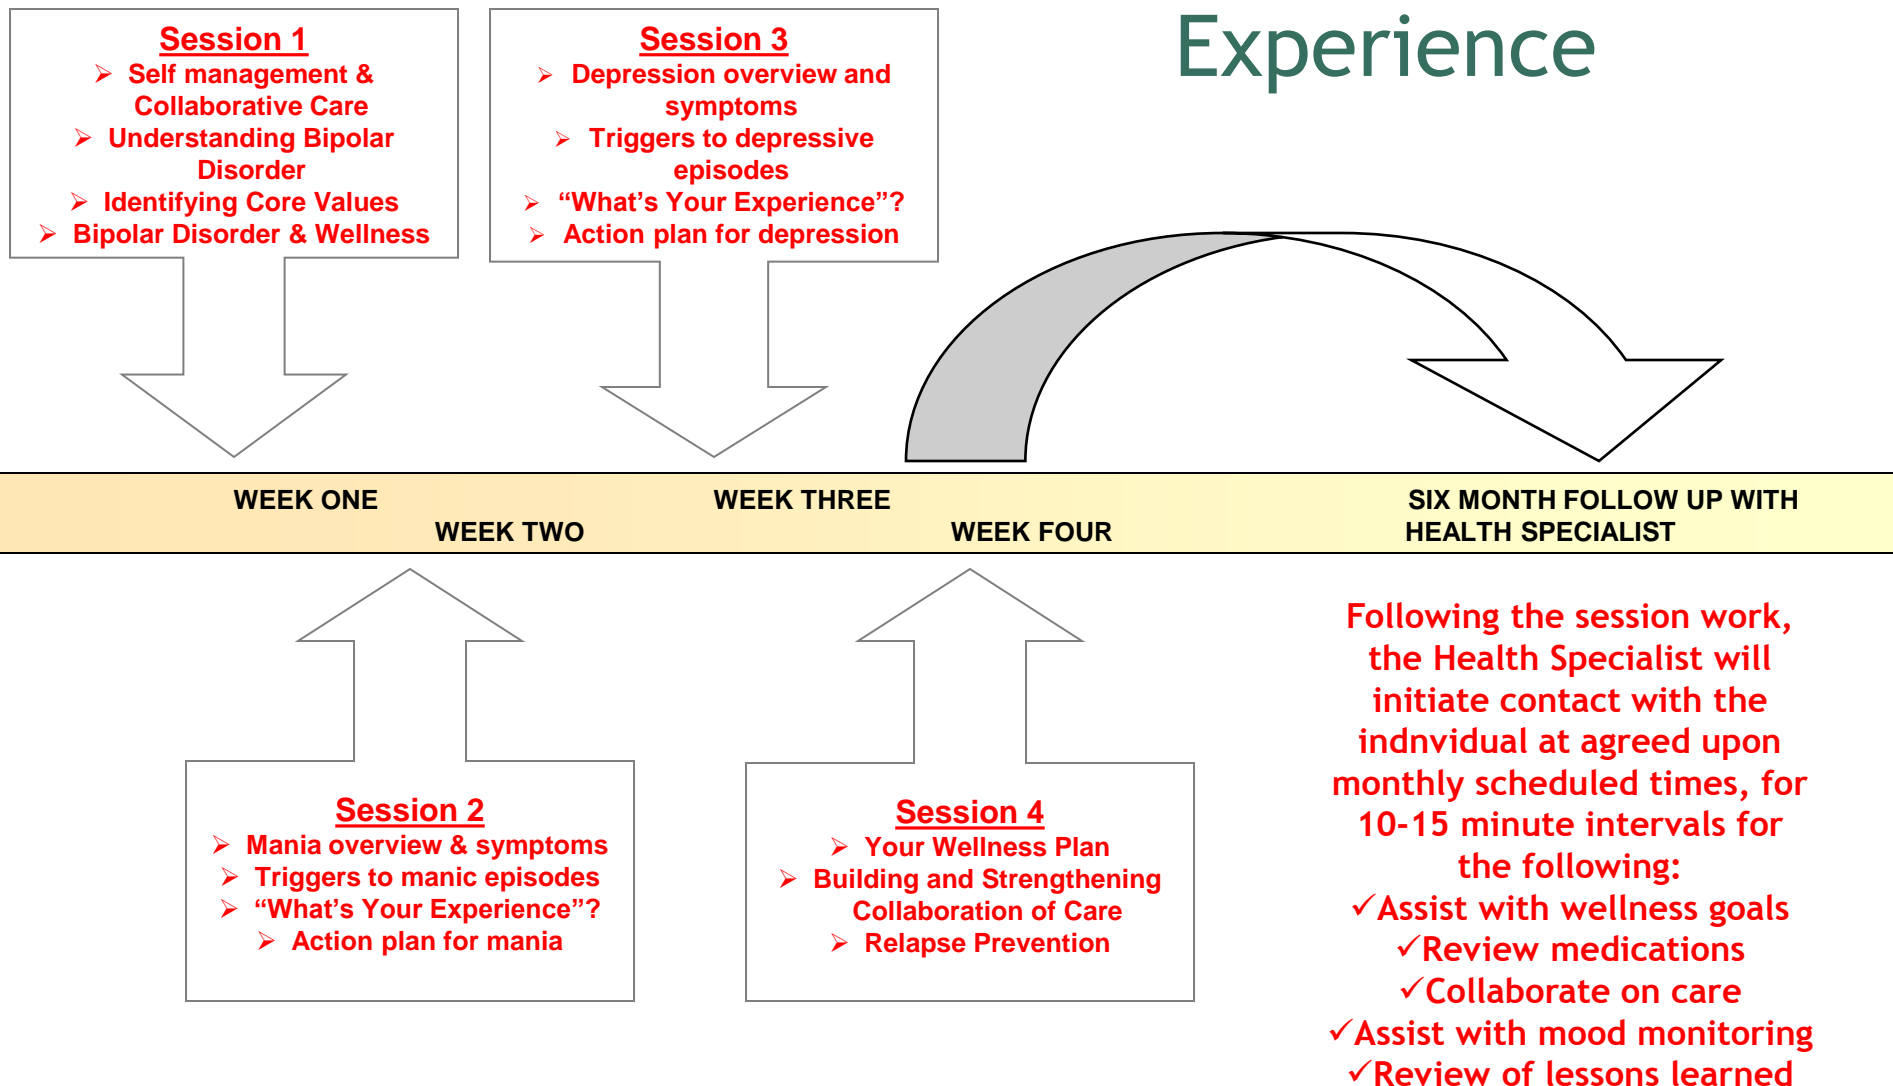 Experience
Session 1
➢ Self management &
Collaborative Care
➢ Understanding Bipolar
Disorder
➢ Identifying Core Values
➢ Bipolar Disorder & Wellness
Session 3
➢ Depression overview and
symptoms
➢ Triggers to depressive
episodes
➢ “What’s Your Experience”?
➢ Action plan for depression
WEEK ONE
WEEK TWO
WEEK THREE
WEEK FOUR
SIX MONTH FOLLOW UP WITH
HEALTH SPECIALIST
Session 2
➢ Mania overview & symptoms
➢ Triggers to manic episodes
➢ “What’s Your Experience”?
➢ Action plan for mania
Session 4
➢ Your Wellness Plan
➢ Building and Strengthening
Collaboration of Care
➢ Relapse Prevention
Following the session work,
the Health Specialist will
initiate contact with the
indnvidual at agreed upon
monthly scheduled times, for
10-15 minute intervals for
the following:
✓Assist with wellness goals
✓Review medications
✓Collaborate on care
✓Assist with mood monitoring
✓Review of lessons learned